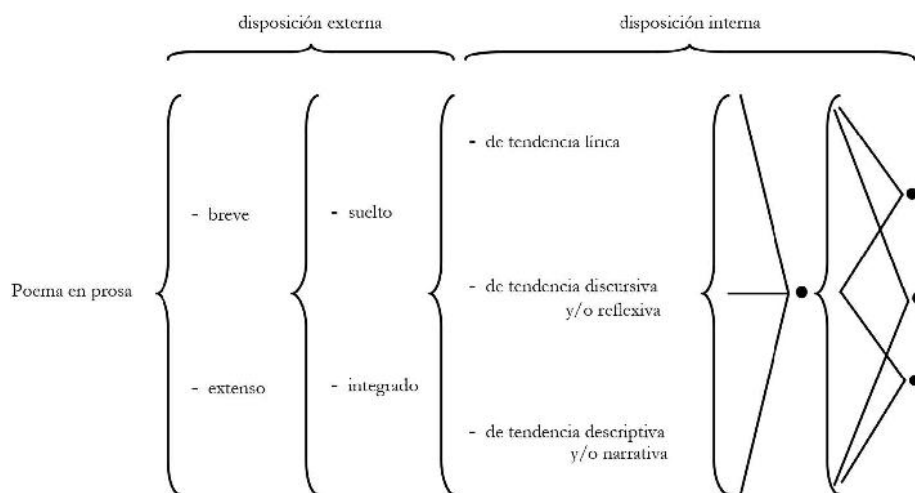 disposición externa
disposición interna
- de tendencia lírica
- breve
- suelto
Poema en prosa
- de tendencia discursiva
y/o reflexiva
- extenso
- integrado
- de tendencia descriptiva
y/o narrativa